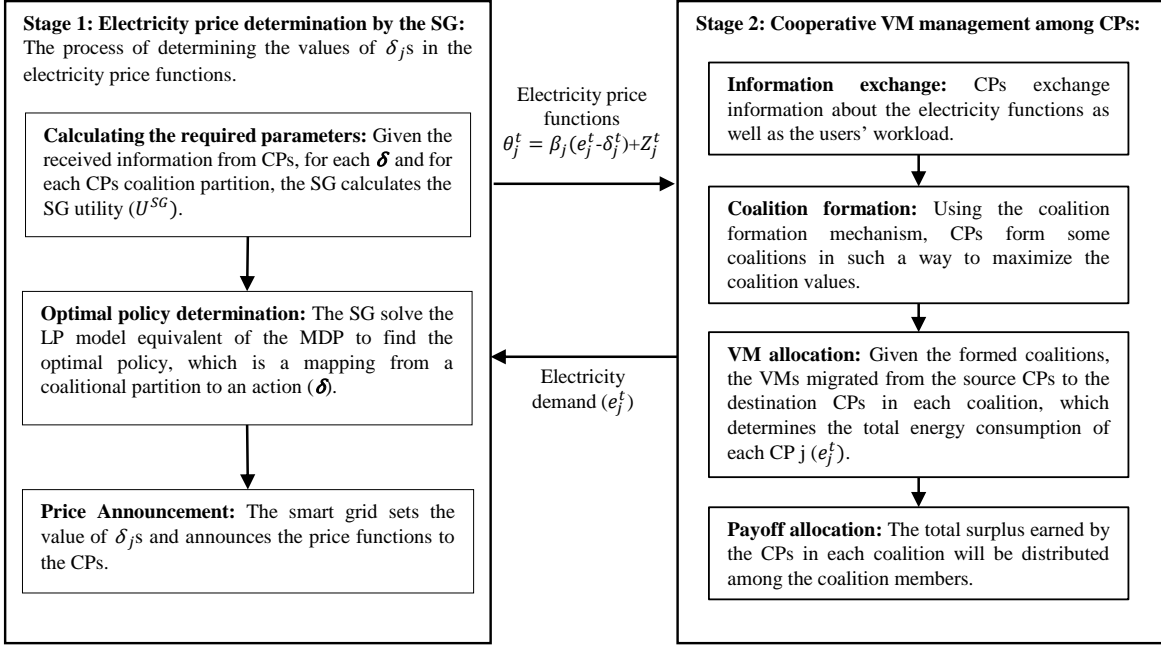 Stage 1: Electricity price determination by the SG:
The process of determining the values of δⱼs in the
electricity price functions.
Calculating the required parameters: Given the
received information from CPs, for each δ and for
each CPs coalition partition, the SG calculates the
SG utility (U^{SG}).
Optimal policy determination: The SG solve the
LP model equivalent of the MDP to find the
optimal policy, which is a mapping from a
coalitional partition to an action (δ).
Price Announcement: The smart grid sets the
value of δⱼs and announces the price functions to
the CPs.
Electricity price
functions
θ_j^t = β_j(e_j^t-δ_j^t)+Z_j^t
Electricity
demand (e_j^t)
Stage 2: Cooperative VM management among CPs:
Information exchange: CPs exchange
information about the electricity functions as
well as the users' workload.
Coalition formation: Using the coalition
formation mechanism, CPs form some
coalitions in such a way to maximize the
coalition values.
VM allocation: Given the formed coalitions,
the VMs migrated from the source CPs to the
destination CPs in each coalition, which
determines the total energy consumption of
each CP j (e_j^t).
Payoff allocation: The total surplus earned by
the CPs in each coalition will be distributed
among the coalition members.